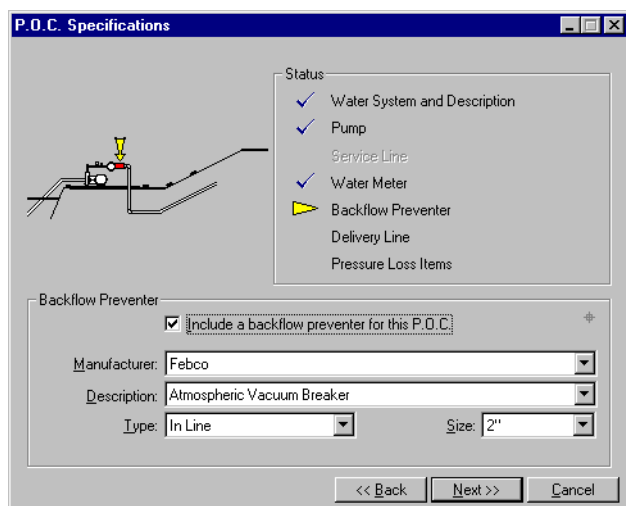 P.O.C. Specifications
Status
Water System and Description
Pump
Service Line
Water Meter
Backflow Preventer
Delivery Line
Pressure Loss Items
Backflow Preventer
Include a backflow preventer for this P.O.C.
Manufacturer: Febco
Description: Atmospheric Vacuum Breaker
Type: In Line Size: 2"
<< Back Next >> Cancel